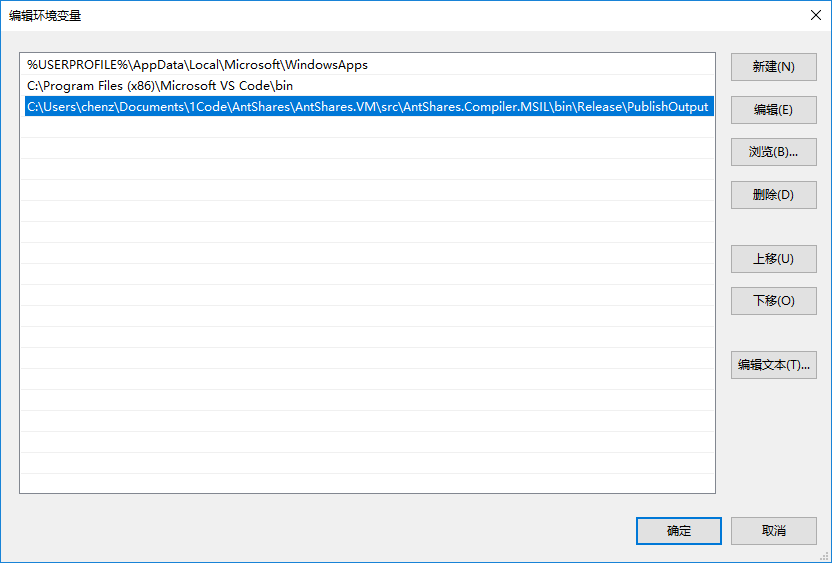 编辑环境变量
%USERPROFILE%\AppData\Local\Microsoft\WindowsApps
C:\Program Files (x86)\Microsoft VS Code\bin
C:\Users\chenz\Documents\1Code\AntShares\AntShares.VM\src\AntShares.Compiler.MSIL\bin\Release\PublishOutput
新建(N)
编辑(E)
浏览(B)...
删除(D)
上移(U)
下移(O)
编辑文本(T)...
确定
取消